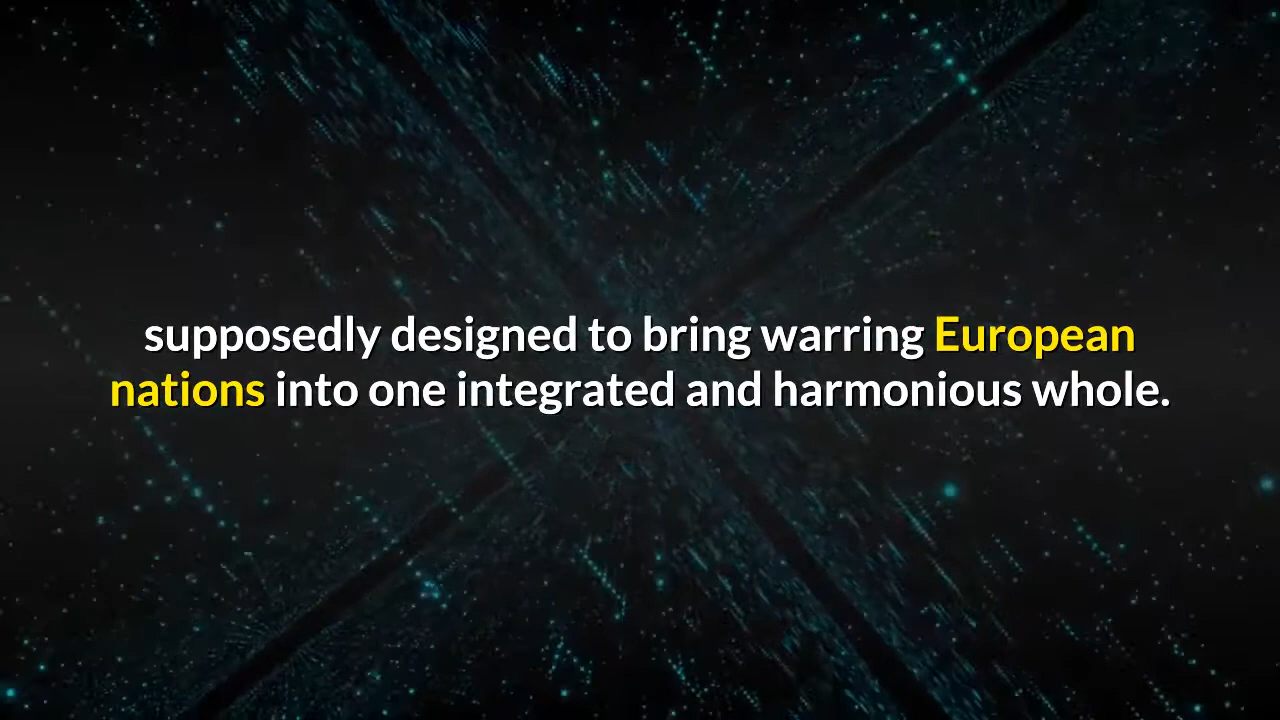 supposedly designed to bring warring European
nations into one integrated and harmonious whole.